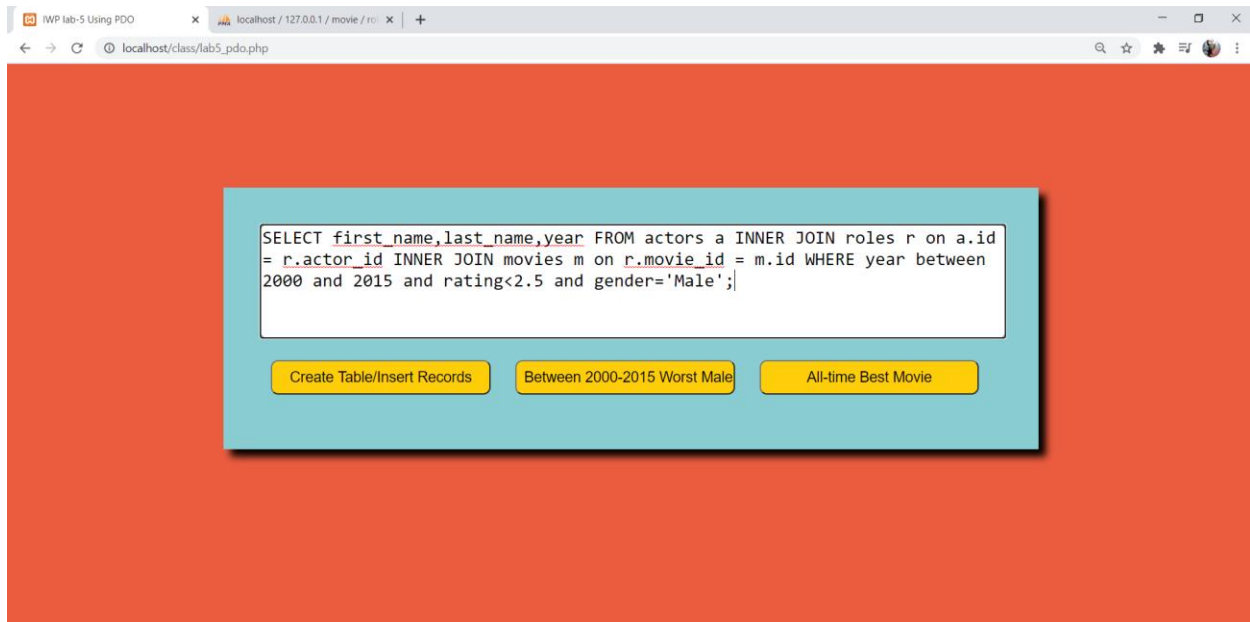 IWP lab-5 Using PDO
localhost / 127.0.0.1 / movie / ro
localhost/class/lab5_pdo.php
SELECT first_name,last_name,year FROM actors a INNER JOIN roles r on a.id
= r.actor_id INNER JOIN movies m on r.movie_id = m.id WHERE year between
2000 and 2015 and rating<2.5 and gender='Male';
Create Table/Insert Records
Between 2000-2015 Worst Male
All-time Best Movie